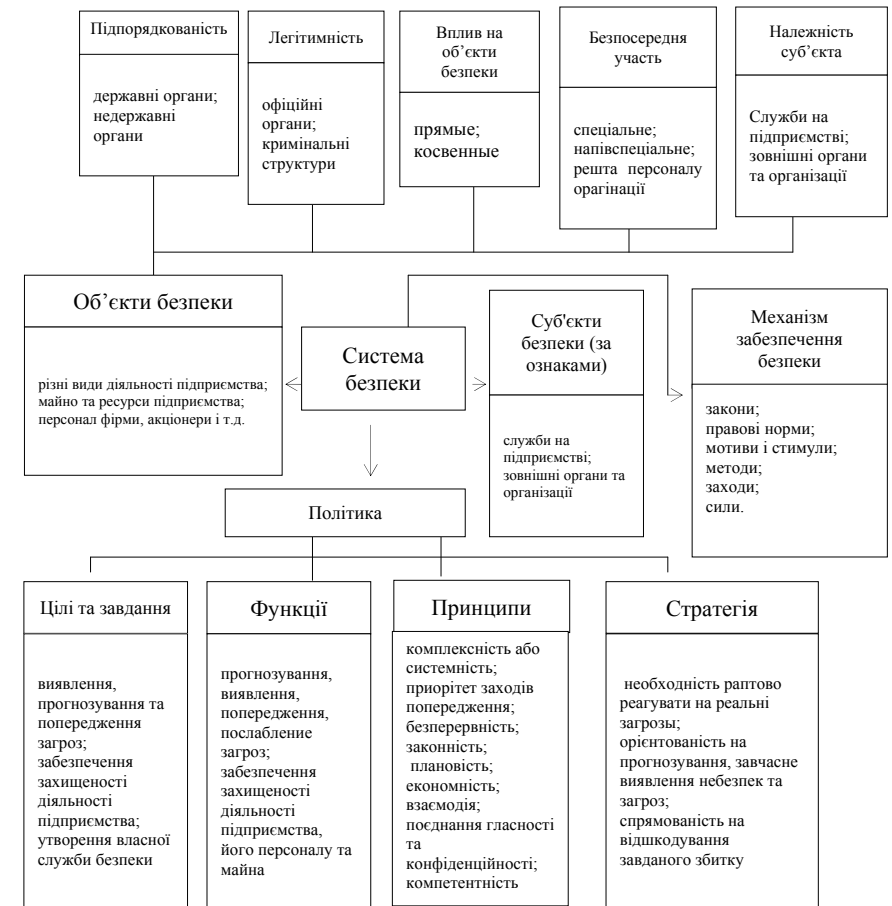 Підпорядкованість
державні органи;
недержавні
органи
Легітимність
офіційні
органи;
кримінальні
структури
Вплив на
об’єкти
безпеки
прямые;
косвенные
Безпосередня
участь
спеціальне;
напівспеціальне;
решта персоналу
орагінації
Належність
суб’єкта
Служби на
підприємстві;
зовнішні органи
та організації
Об’єкти безпеки
різні види діяльності підприємства;
майно та ресурси підприємства;
персонал фірми, акціонери і т.д.
Система
безпеки
Суб'єкти
безпеки (за
ознаками)
служби на
підприємстві;
зовнішні органи та
організації
Механізм
забезпечення
безпеки
закони;
правові норми;
мотиви і стимули;
методи;
заходи;
сили.
Політика
Цілі та завдання
виявлення,
прогнозування та
попередження
загроз;
забезпечення
захищеності
діяльності
підприємства;
утворення власної
служби безпеки
Функції
прогнозування,
виявлення,
попередження,
послабление
загроз;
забезпечення
захищеності
діяльності
підприємства,
його персоналу та
майна
Принципи
комплексність або
системність;
приорітет заходів
попередження;
безперервність;
законність;
плановість;
економність;
взаємодія;
поєднання гласності
та
конфіденційності;
компетентність
Стратегія
необхідність раптово
реагувати на реальні
загрозы;
орієнтованість на
прогнозування, завчасне
виявлення небезпек та
загроз;
спрямованість на
відшкодування
завданого збитку